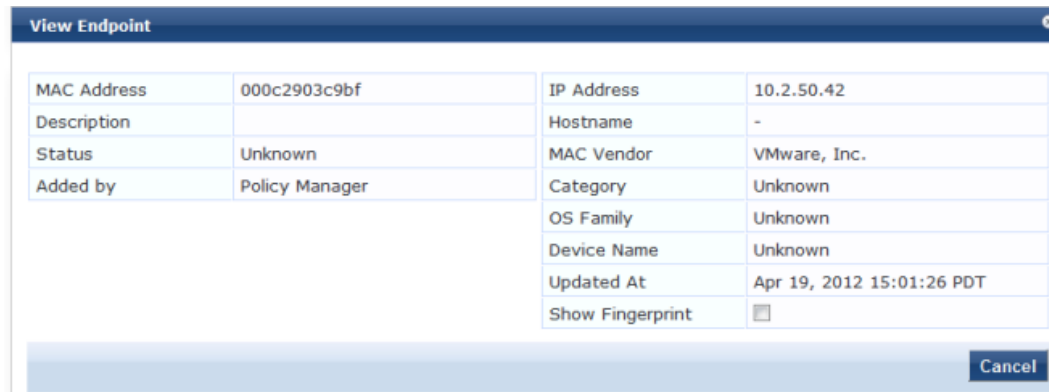 View Endpoint
MAC Address 000c2903c9bf
Description
Status Unknown
Added by Policy Manager
IP Address 10.2.50.42
Hostname -
MAC Vendor VMware, Inc.
Category Unknown
OS Family Unknown
Device Name Unknown
Updated At Apr 19, 2012 15:01:26 PDT
Show Fingerprint
Cancel